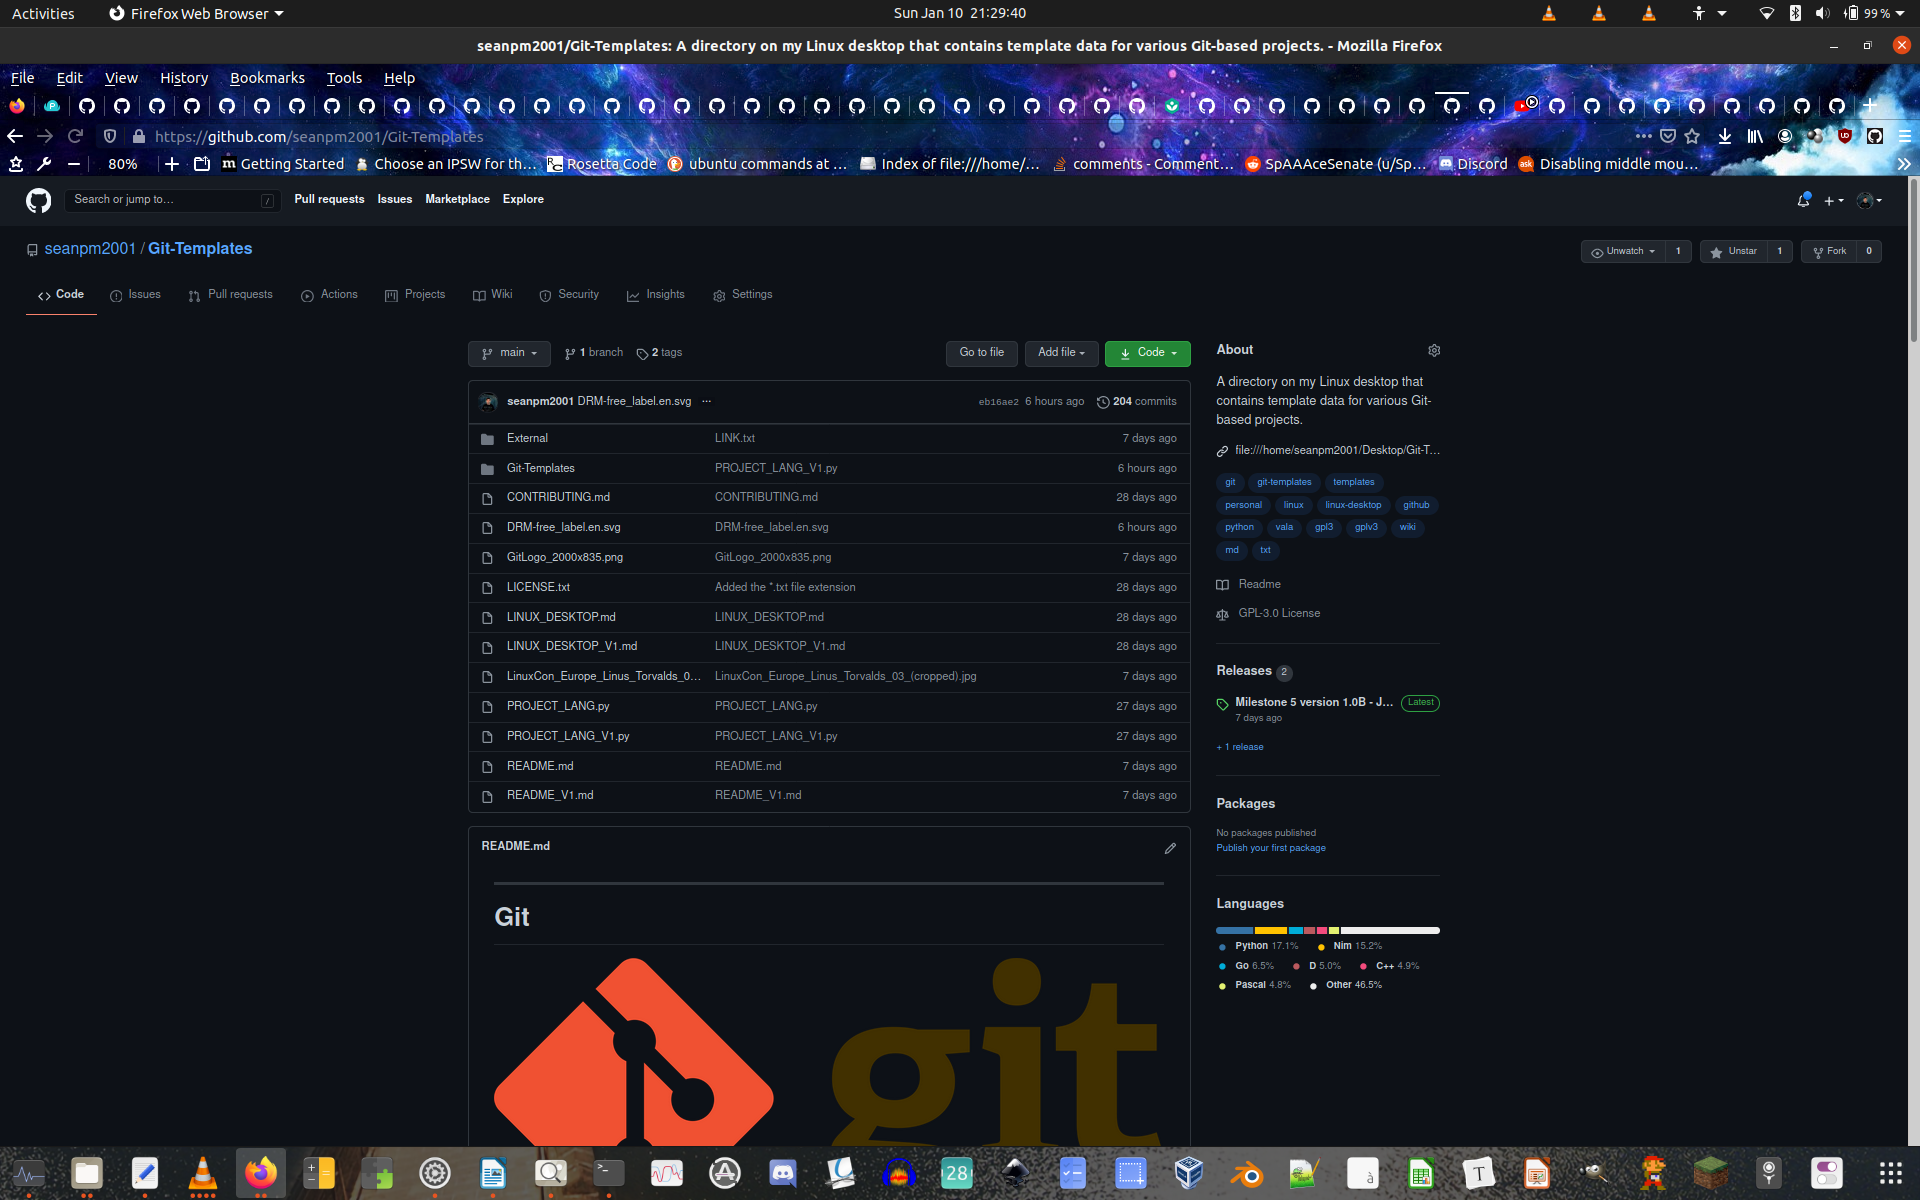 Activities
Firefox Web Browser
Sun Jan 10 21:29:40
99 %
seanpm2001/Git-Templates: A directory on my Linux desktop that contains template data for various Git-based projects. - Mozilla Firefox
File Edit View History Bookmarks Tools Help
https://github.com/seanpm2001/Git-Templates
80% Getting Started Choose an IPSW for th… Rosetta Code ubuntu commands at … Index of file:///home/… comments - Comment… SpAAAceSenate (u/Sp… Discord Disabling middle mou…
Search or jump to… / Pull requests Issues Marketplace Explore
seanpm2001 / Git-Templates
Unwatch 1 Unstar 1 Fork 0
Code Issues Pull requests Actions Projects Wiki Security Insights Settings
main 1 branch 2 tags Go to file Add file Code
seanpm2001 DRM-free_label.en.svg ... eb16ae2 6 hours ago 204 commits
External LINK.txt 7 days ago
Git-Templates PROJECT_LANG_V1.py 6 hours ago
CONTRIBUTING.md CONTRIBUTING.md 28 days ago
DRM-free_label.en.svg DRM-free_label.en.svg 6 hours ago
GitLogo_2000x835.png GitLogo_2000x835.png 7 days ago
LICENSE.txt Added the *.txt file extension 28 days ago
LINUX_DESKTOP.md LINUX_DESKTOP.md 28 days ago
LINUX_DESKTOP_V1.md LINUX_DESKTOP_V1.md 28 days ago
LinuxCon_Europe_Linus_Torvalds_0… LinuxCon_Europe_Linus_Torvalds_03_(cropped).jpg 7 days ago
PROJECT_LANG.py PROJECT_LANG.py 27 days ago
PROJECT_LANG_V1.py PROJECT_LANG_V1.py 27 days ago
README.md README.md 7 days ago
README_V1.md README_V1.md 7 days ago
README.md
Git
git
About
A directory on my Linux desktop that
contains template data for various Git-
based projects.
file:///home/seanpm2001/Desktop/Git-T…
git git-templates templates
personal linux linux-desktop github
python vala gpl3 gplv3 wiki
md txt
Readme
GPL-3.0 License
Releases 2
Milestone 5 version 1.0B - J… Latest
7 days ago
+ 1 release
Packages
No packages published
Publish your first package
Languages
Python 17.1% Nim 15.2%
Go 6.5% D 5.0% C++ 4.9%
Pascal 4.8% Other 46.5%
28